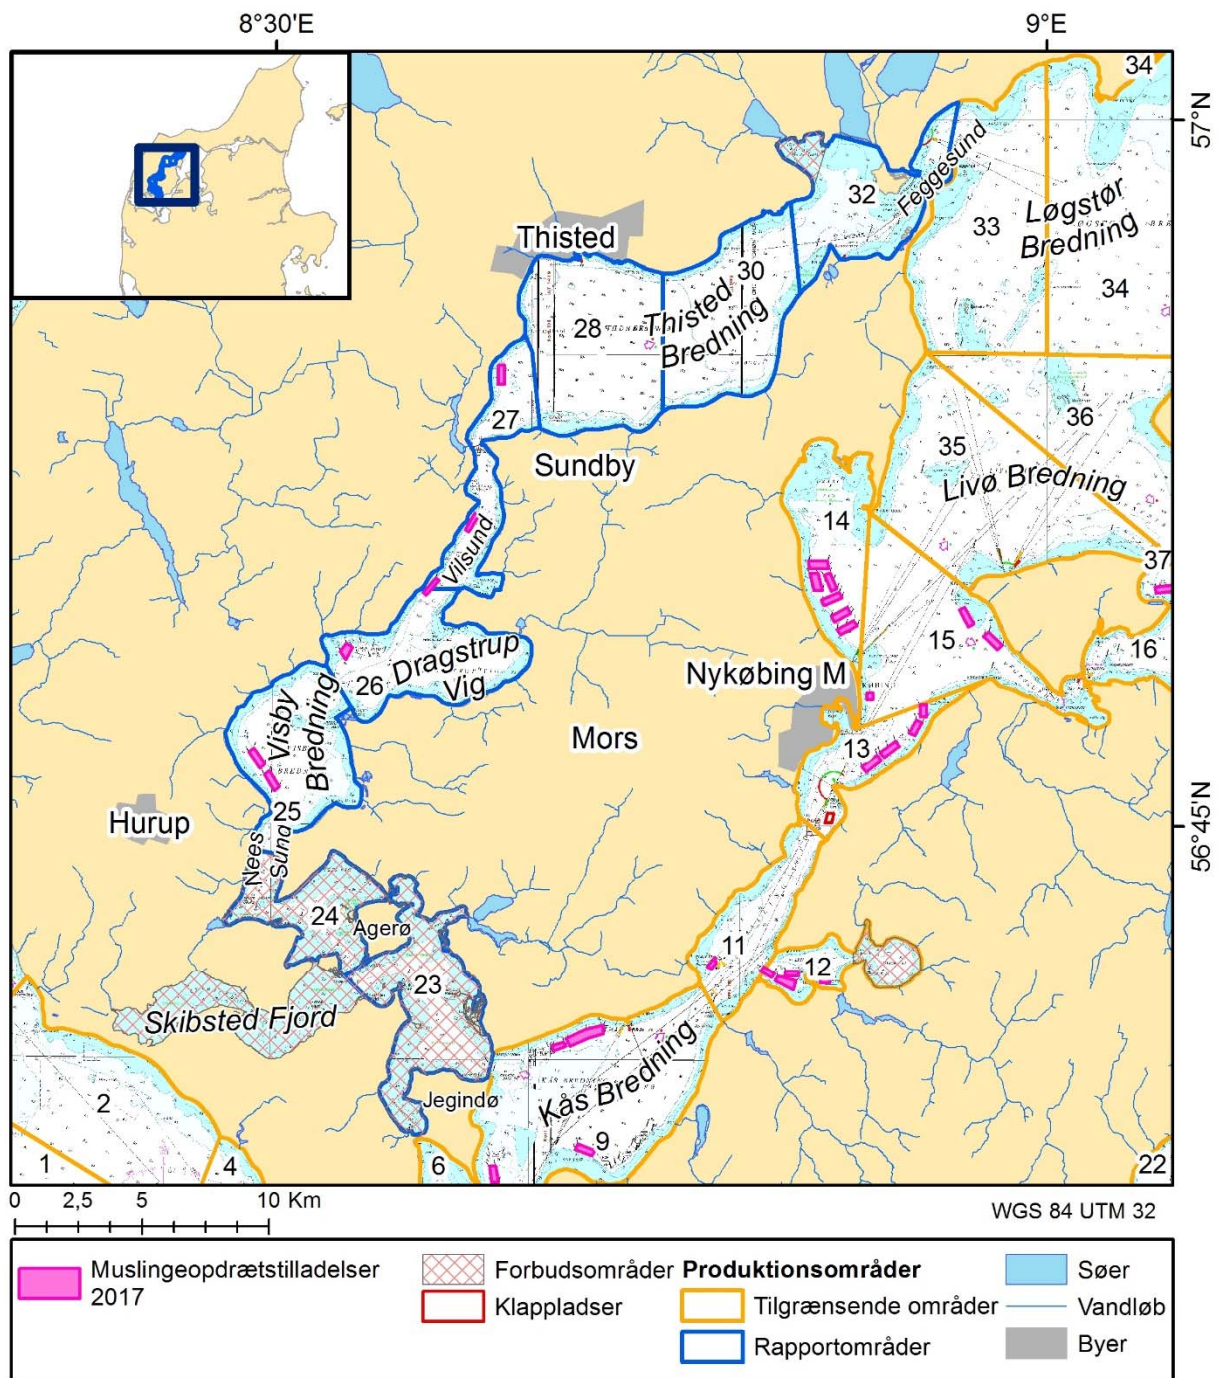 8°30'E
9°E
34
57°N
Feggesund
32
Løgstør
Bredning
33
Thisted
30
34
28
Thisted
Bredning
27
36
35
Sundby
Livø Bredning
14
Vilsund
37
15
16
Dragstrup
Vig
26
Nykøbing M
Visby
Bredning
Mors
13
25
Hurup
56°45'N
Nees
Sund
24
Agerø
11
12
23
Skibsted Fjord
Kås Bredning
2
Jegindø
9
1
4
6
22
0 2,5 5 10 Km
WGS 84 UTM 32
Muslingeopdrætstilladelser
2017
Forbudsområder
Klappladser
Produktionsområder
Tilgrænsende områder
Rapportområder
Søer
Vandløb
Byer